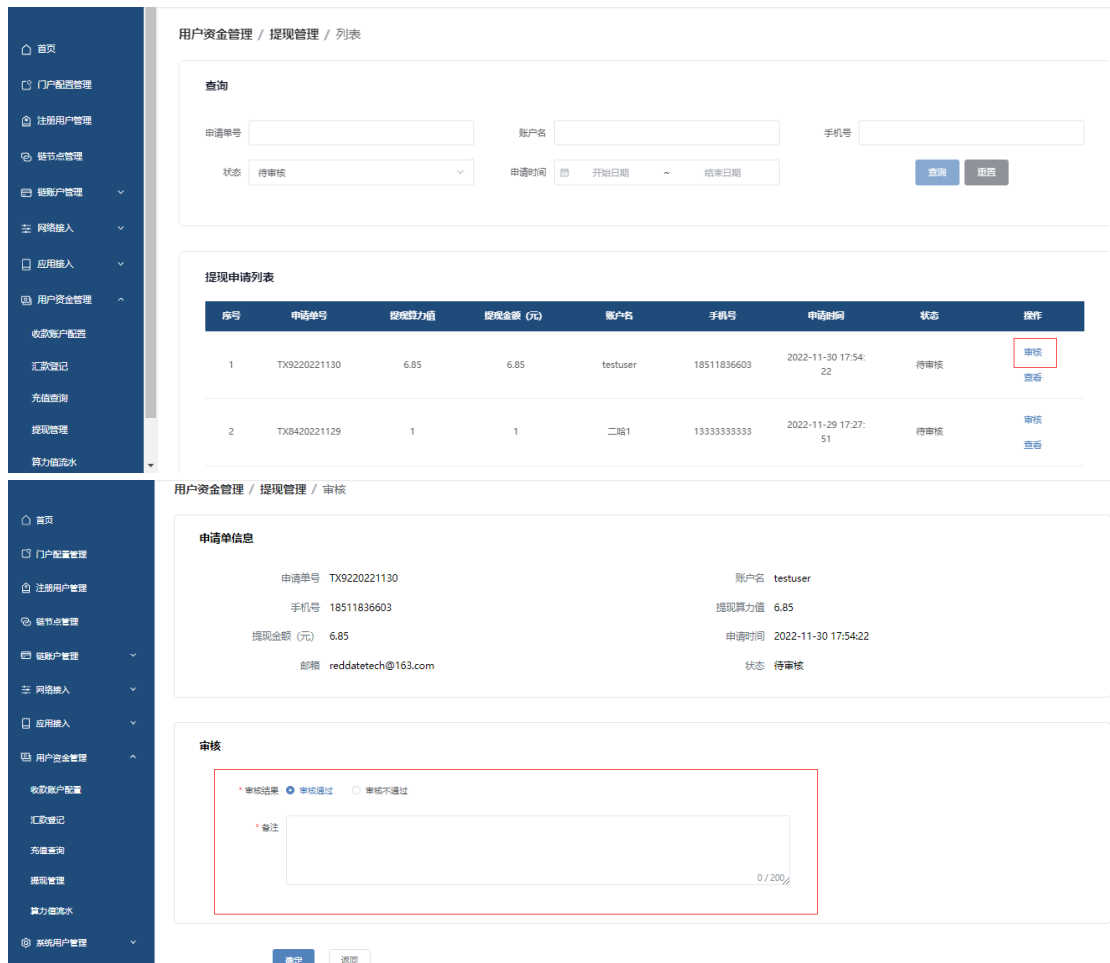 用户资金管理 / 提现管理 / 列表
首页
门户配置管理
注册用户管理
链节点管理
链账户管理
网络接入
应用接入
用户资金管理
收款账户配置
汇款登记
充值查询
提现管理
算力值流水
查询
申请单号 账户名 手机号
状态 待审核 申请时间 开始日期 ~ 结束日期 查询 重置
提现申请列表
序号 申请单号 提现算力值 提现金额（元） 账户名 手机号 申请时间 状态 操作
1 TX9220221130 6.85 6.85 testuser 18511836603 2022-11-30 17:54:22 待审核 审核 查看
2 TX8420221129 1 1 二哈1 13333333333 2022-11-29 17:27:51 待审核 审核 查看
用户资金管理 / 提现管理 / 审核
首页
门户配置管理
注册用户管理
链节点管理
链账户管理
网络接入
应用接入
用户资金管理
收款账户配置
汇款登记
充值查询
提现管理
算力值流水
系统用户管理
申请单信息
申请单号 TX9220221130 账户名 testuser
手机号 18511836603 提现算力值 6.85
提现金额（元） 6.85 申请时间 2022-11-30 17:54:22
邮箱 reddatetech@163.com 状态 待审核
审核
* 审核结果 审核通过 审核不通过
* 备注
0 / 200
确定 返回